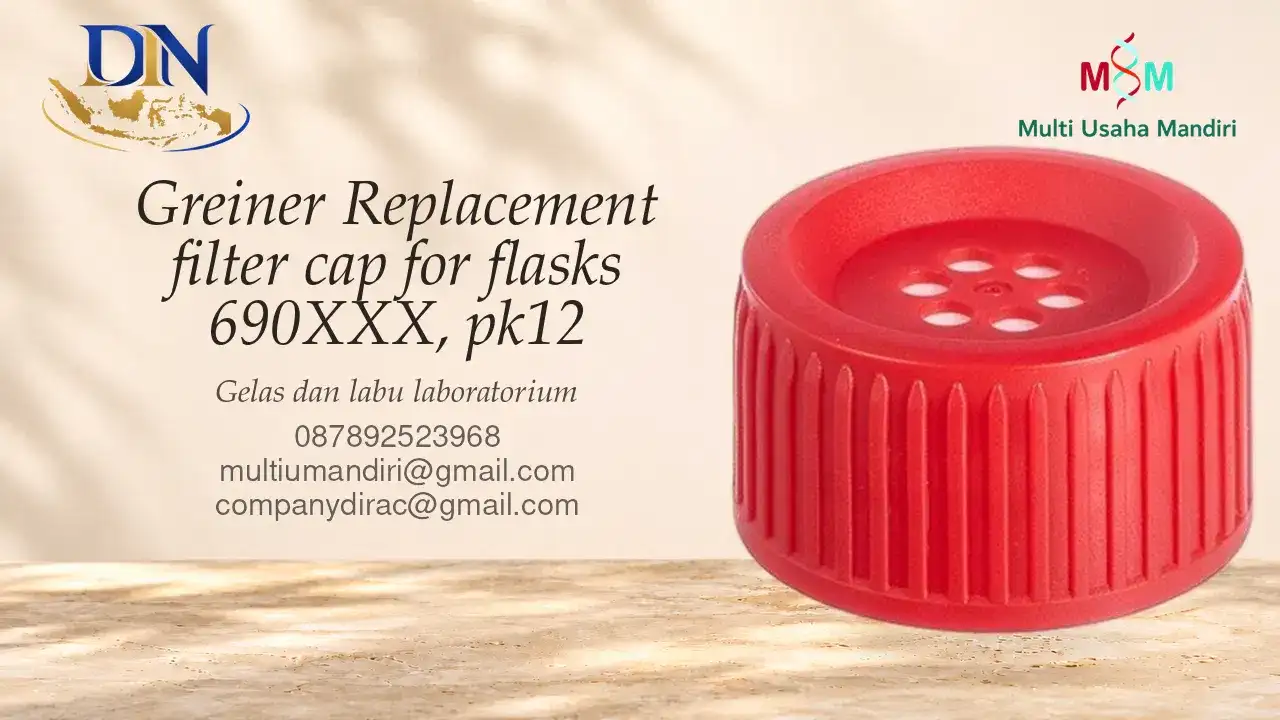 DIN
MSM
Multi Usaha Mandiri
Greiner Replacement
filter cap for flasks
690XXX, pk12
Gelas dan labu laboratorium
087892523968
multiumandiri@gmail.com
companydirac@gmail.com